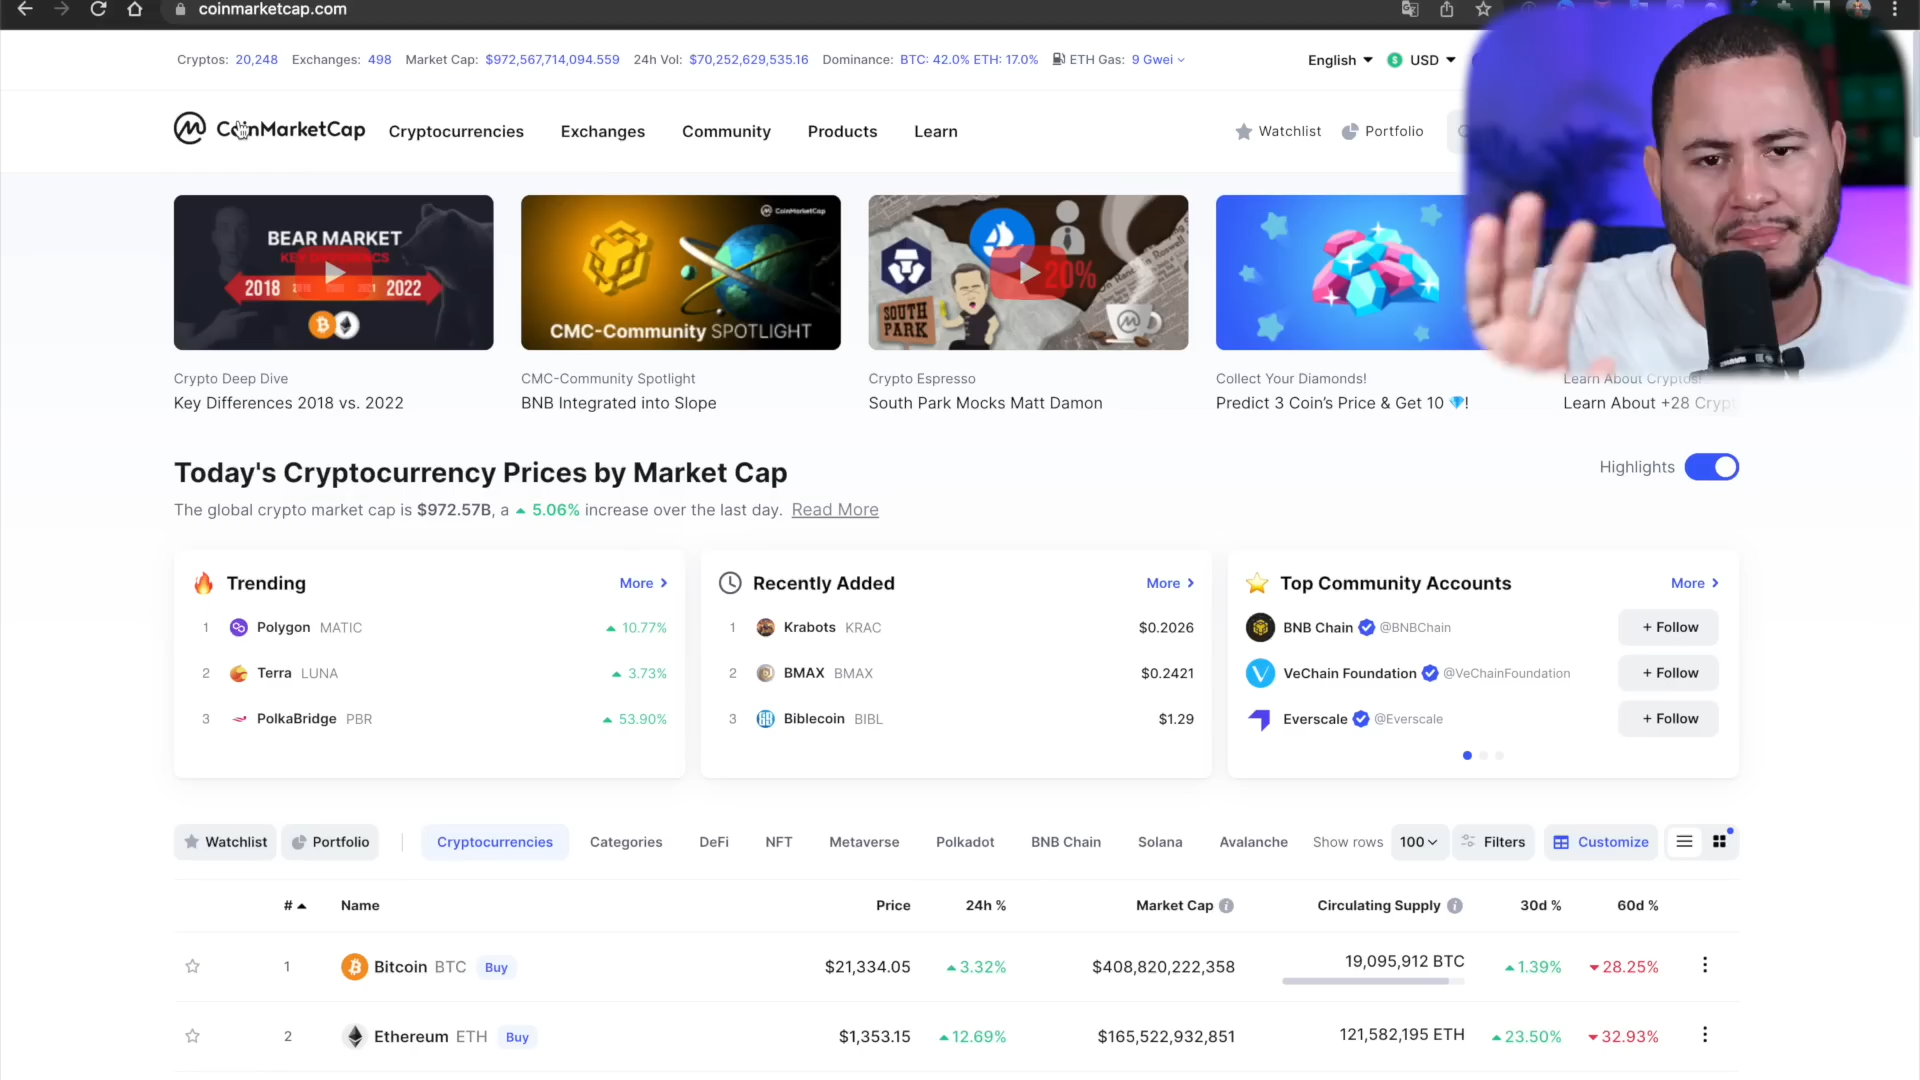 coinmarketcap.com
Cryptos: 20,248 Exchanges: 498 Market Cap: $972,567,714,094.559 24h Vol: $70,252,629,535.16 Dominance: BTC: 42.0% ETH: 17.0% ETH Gas: 9 Gwei
English USD
CoinMarketCap Cryptocurrencies Exchanges Community Products Learn Watchlist Portfolio
BEAR MARKET
KEY DIFFERENCES
2018 2022
CoinMarketCap
CMC-Community SPOTLIGHT
20%
SOUTH PARK
Crypto Deep Dive
Key Differences 2018 vs. 2022
CMC-Community Spotlight
BNB Integrated into Slope
Crypto Espresso
South Park Mocks Matt Damon
Collect Your Diamonds!
Predict 3 Coin's Price & Get 10 💎!
Learn About Cryptos!
Learn About +28 Cryp
Today's Cryptocurrency Prices by Market Cap
Highlights
The global crypto market cap is $972.57B, a 5.06% increase over the last day. Read More
Trending More
1 Polygon MATIC 10.77%
2 Terra LUNA 3.73%
3 PolkaBridge PBR 53.90%
Recently Added More
1 Krabots KRAC $0.2026
2 BMAX BMAX $0.2421
3 Biblecoin BIBL $1.29
Top Community Accounts More
BNB Chain @BNBChain + Follow
VeChain Foundation @VeChainFoundation + Follow
Everscale @Everscale + Follow
Watchlist Portfolio Cryptocurrencies Categories DeFi NFT Metaverse Polkadot BNB Chain Solana Avalanche Show rows 100 Filters Customize
# Name Price 24h % Market Cap Circulating Supply 30d % 60d %
1 Bitcoin BTC Buy $21,334.05 3.32% $408,820,222,358 19,095,912 BTC 1.39% 28.25%
2 Ethereum ETH Buy $1,353.15 12.69% $165,522,932,851 121,582,195 ETH 23.50% 32.93%